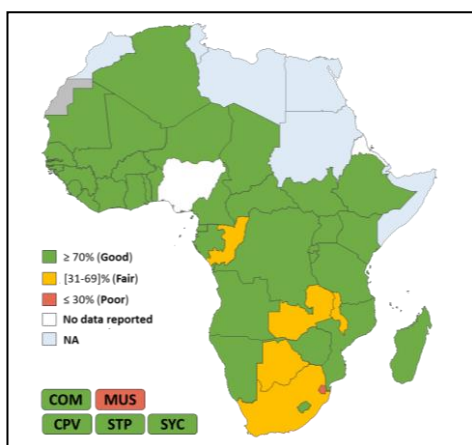 ≥ 70% (Good)
[31-69]% (Fair)
≤ 30% (Poor)
No data reported
NA
COM MUS
CPV STP SYC